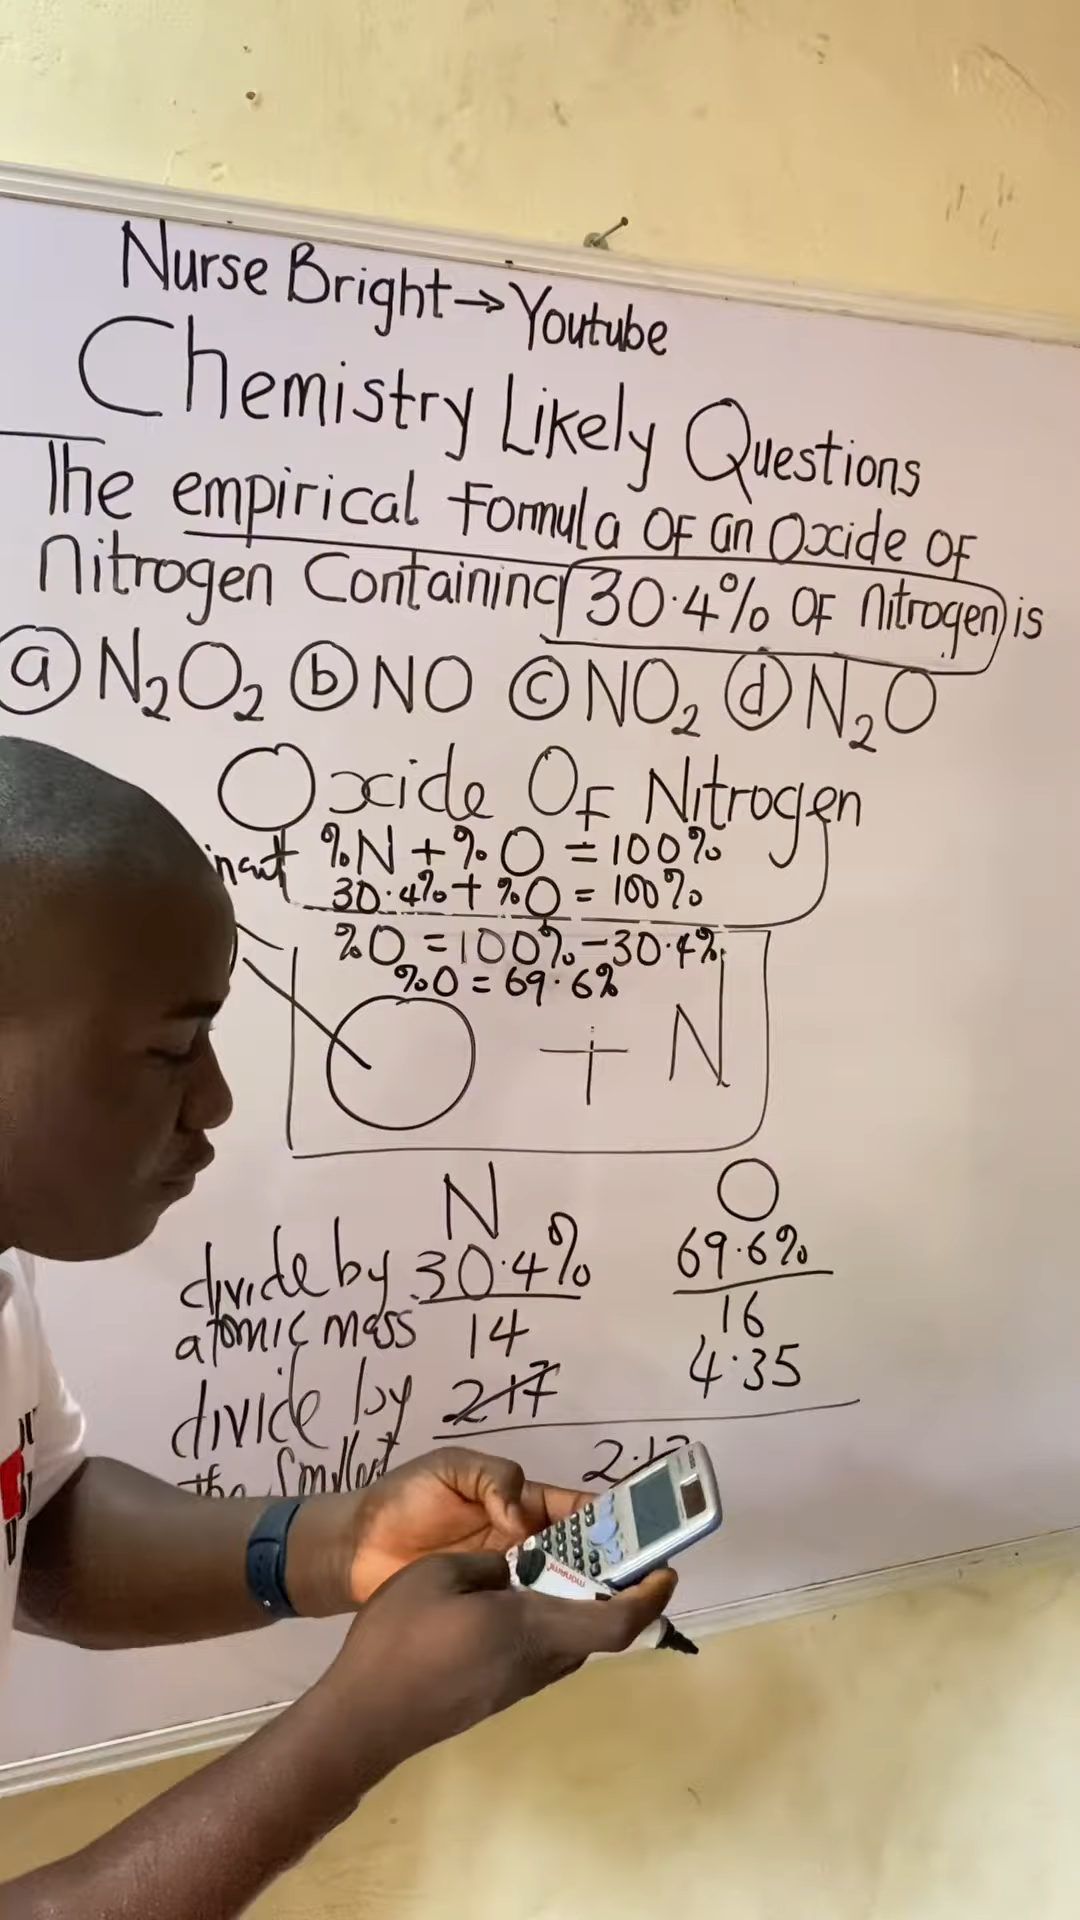 Nurse Bright → Youtube
Chemistry Likely Questions
The empirical formula OF an Oxide OF
nitrogen Containing 30.4% OF nitrogen is
(a) N₂O₂ (b) NO (c) NO₂ (d) N₂O
Oxide OF Nitrogen
%N + %O = 100%
30.4% + %O = 100%
%O = 100% - 30.4%
%O = 69.6%
O + N
N O
divide by 30.4% 69.6%
atomic mass 14 16
4.35
divide by 2.17
the Smallest